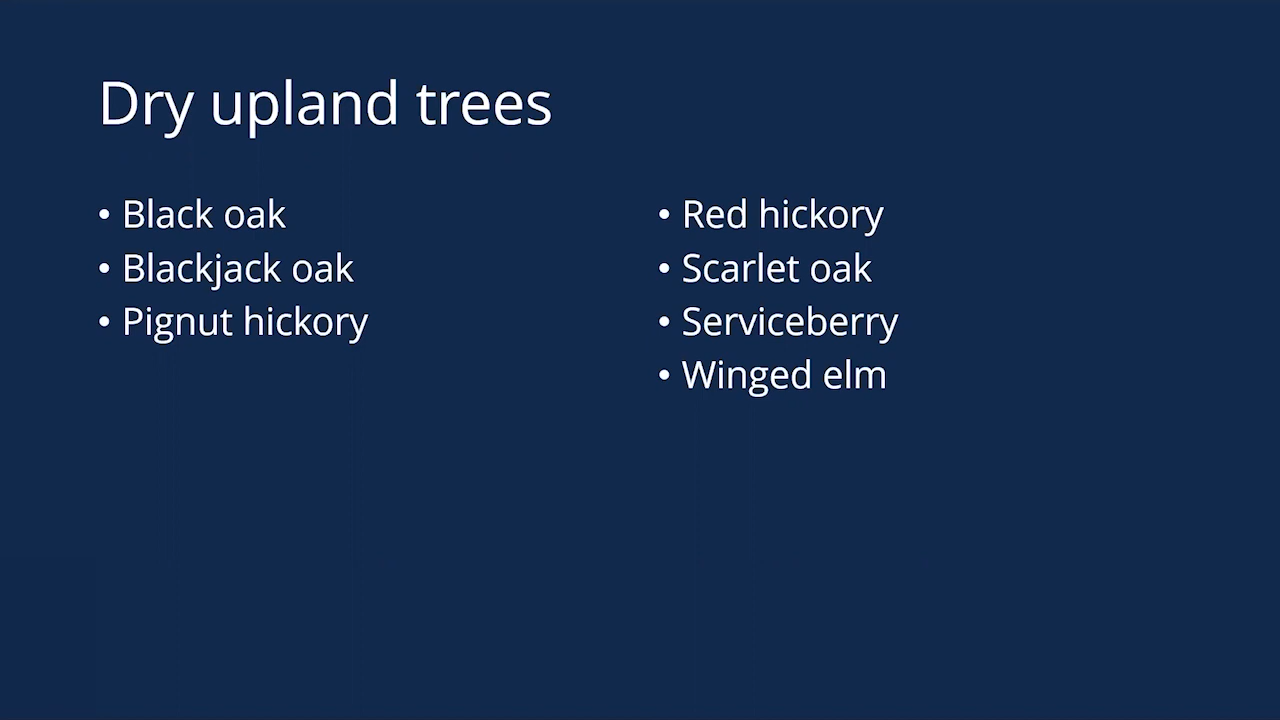 Dry upland trees
• Black oak
• Blackjack oak
• Pignut hickory
• Red hickory
• Scarlet oak
• Serviceberry
• Winged elm